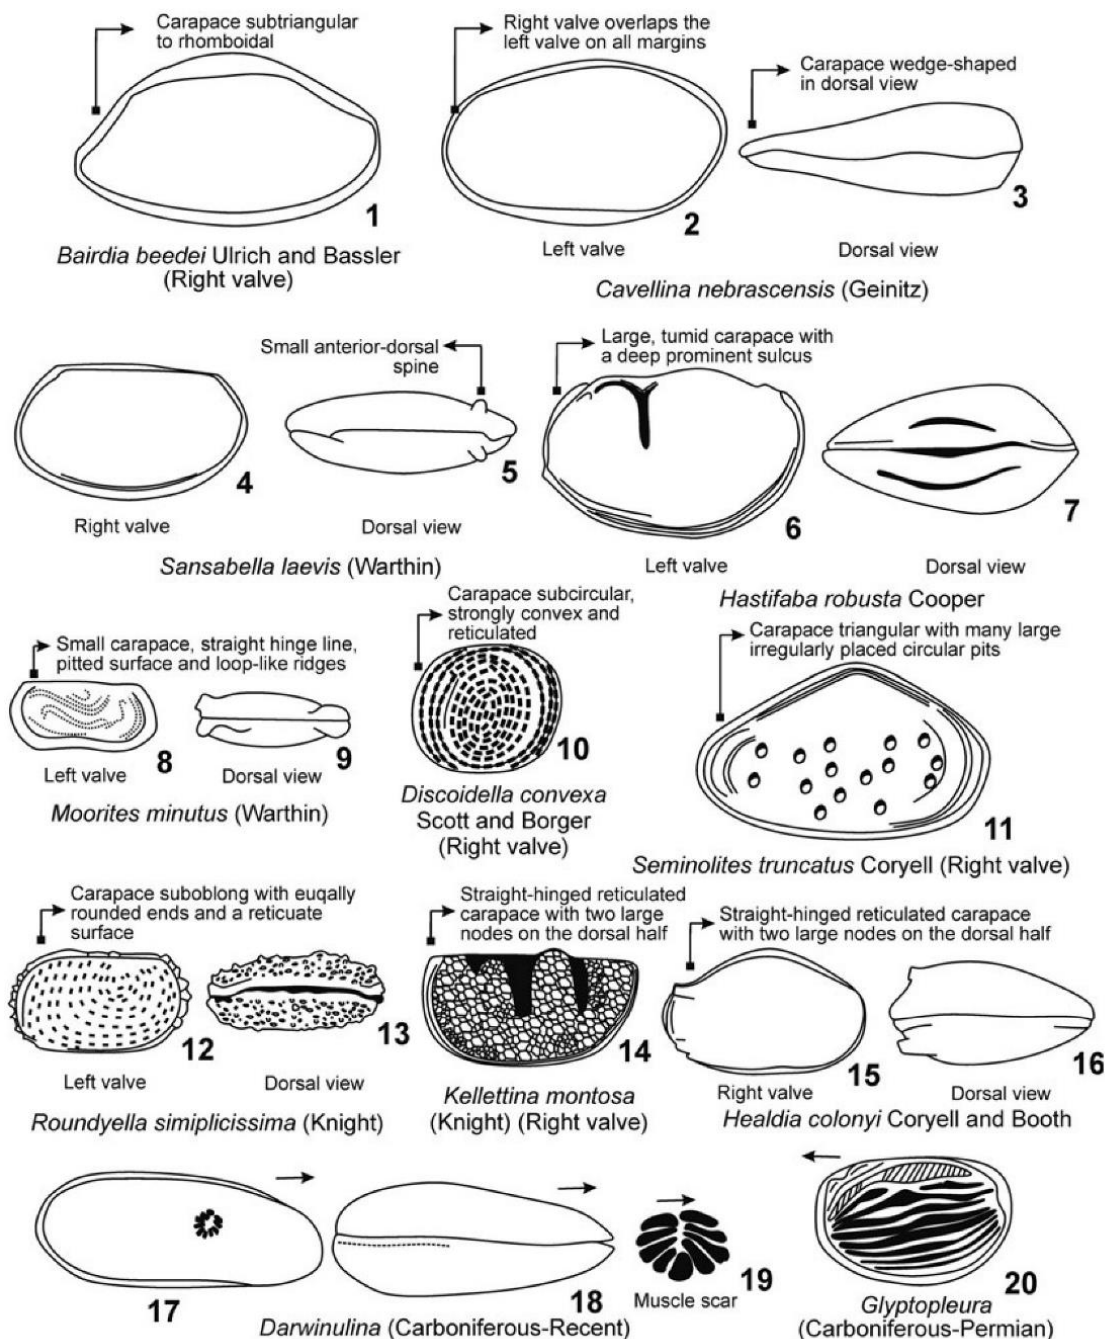 Carapace subtriangular
to rhomboidal
Right valve overlaps the
left valve on all margins
Carapace wedge-shaped
in dorsal view
1
2
3
Bairdia beedei Ulrich and Bassler
(Right valve)
Left valve
Dorsal view
Cavellina nebrascensis (Geinitz)
Small anterior-dorsal
spine
Large, tumid carapace with
a deep prominent sulcus
4
5
6
7
Right valve
Dorsal view
Left valve
Dorsal view
Sansabella laevis (Warthin)
Hastifaba robusta Cooper
Small carapace, straight hinge line,
pitted surface and loop-like ridges
Carapace subcircular,
strongly convex and
reticulated
Carapace triangular with many large
irregularly placed circular pits
8
9
10
11
Left valve
Dorsal view
Moorites minutus (Warthin)
Discoidella convexa
Scott and Borger
(Right valve)
Seminolites truncatus Coryell (Right valve)
Carapace suboblong with euqally
rounded ends and a reticuate
surface
Straight-hinged reticulated
carapace with two large
nodes on the dorsal half
Straight-hinged reticulated carapace
with two large nodes on the dorsal half
12
13
14
15
16
Left valve
Dorsal view
Roundyella simiplicissima (Knight)
Kellettina montosa
(Knight) (Right valve)
Right valve
Dorsal view
Healdia colonyi Coryell and Booth
17
18
19
Muscle scar
20
Darwinulina (Carboniferous-Recent)
Glyptopleura
(Carboniferous-Permian)